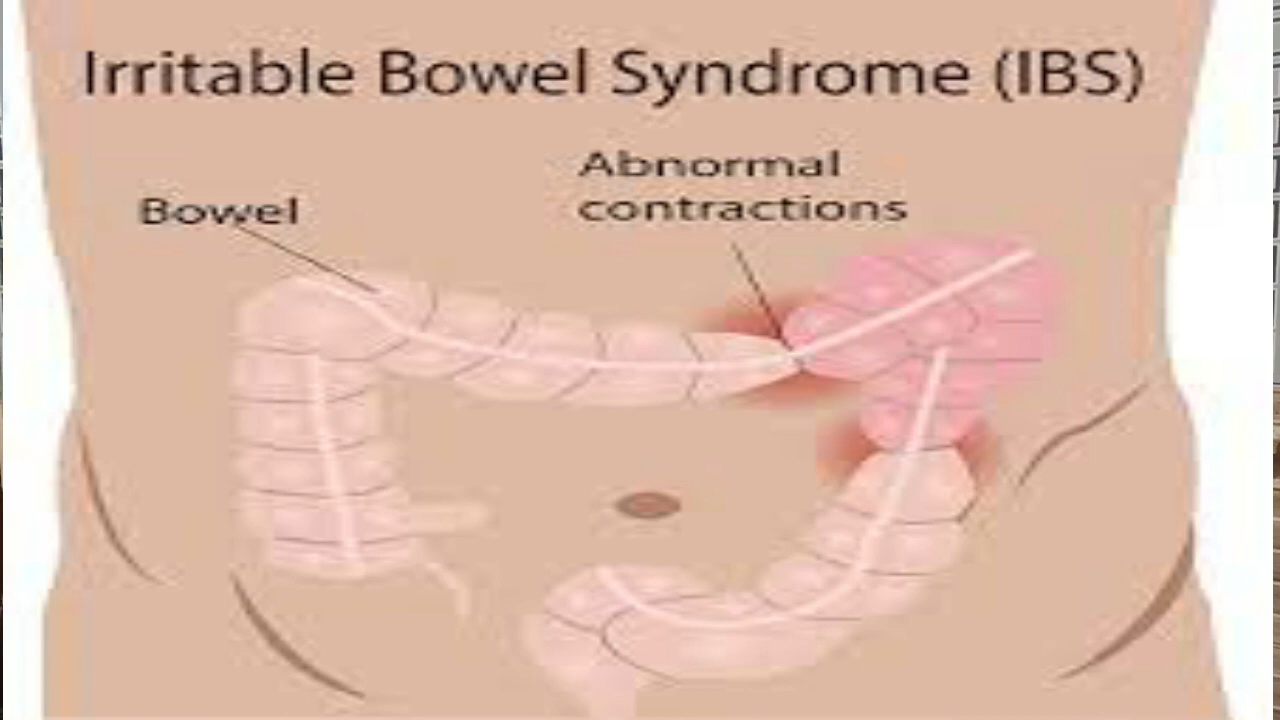 Irritable Bowel Syndrome (IBS)
Abnormal
contractions
Bowel